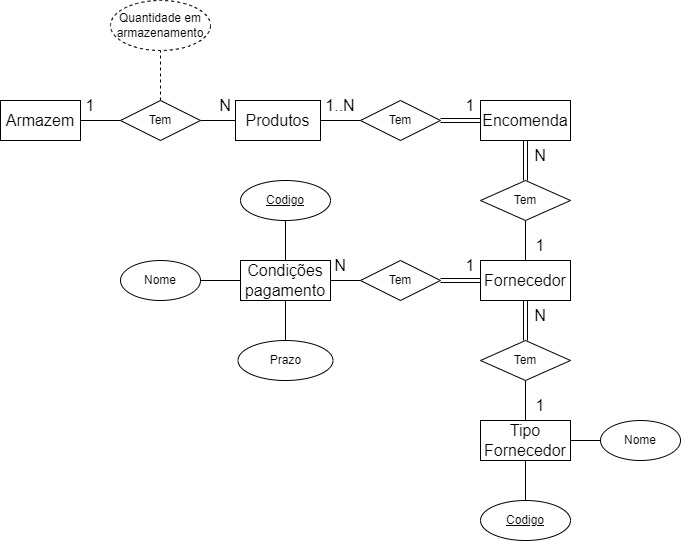 Quantidade em
armazenamento
Armazem
1
Tem
N
Produtos
1..N
Tem
1
Encomenda
N
Tem
1
Codigo
Nome
Condições
pagamento
N
Tem
1
Fornecedor
Prazo
N
Tem
1
Tipo
Fornecedor
Nome
Codigo